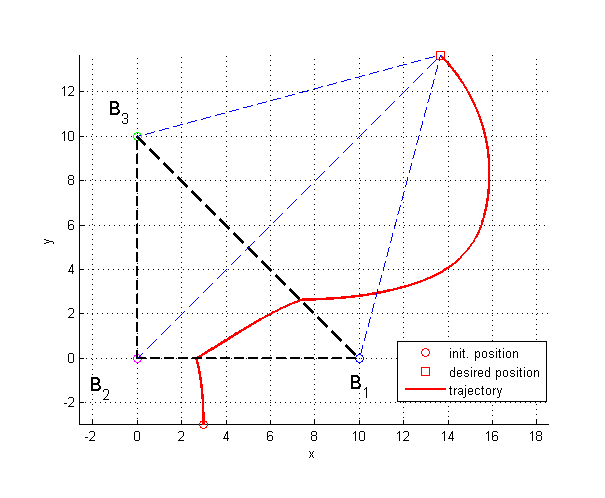 12
10
8
6
4
2
0
-2
y
B3
B2
B1
init. position
desired position
trajectory
-2 0 2 4 6 8 10 12 14 16 18
x